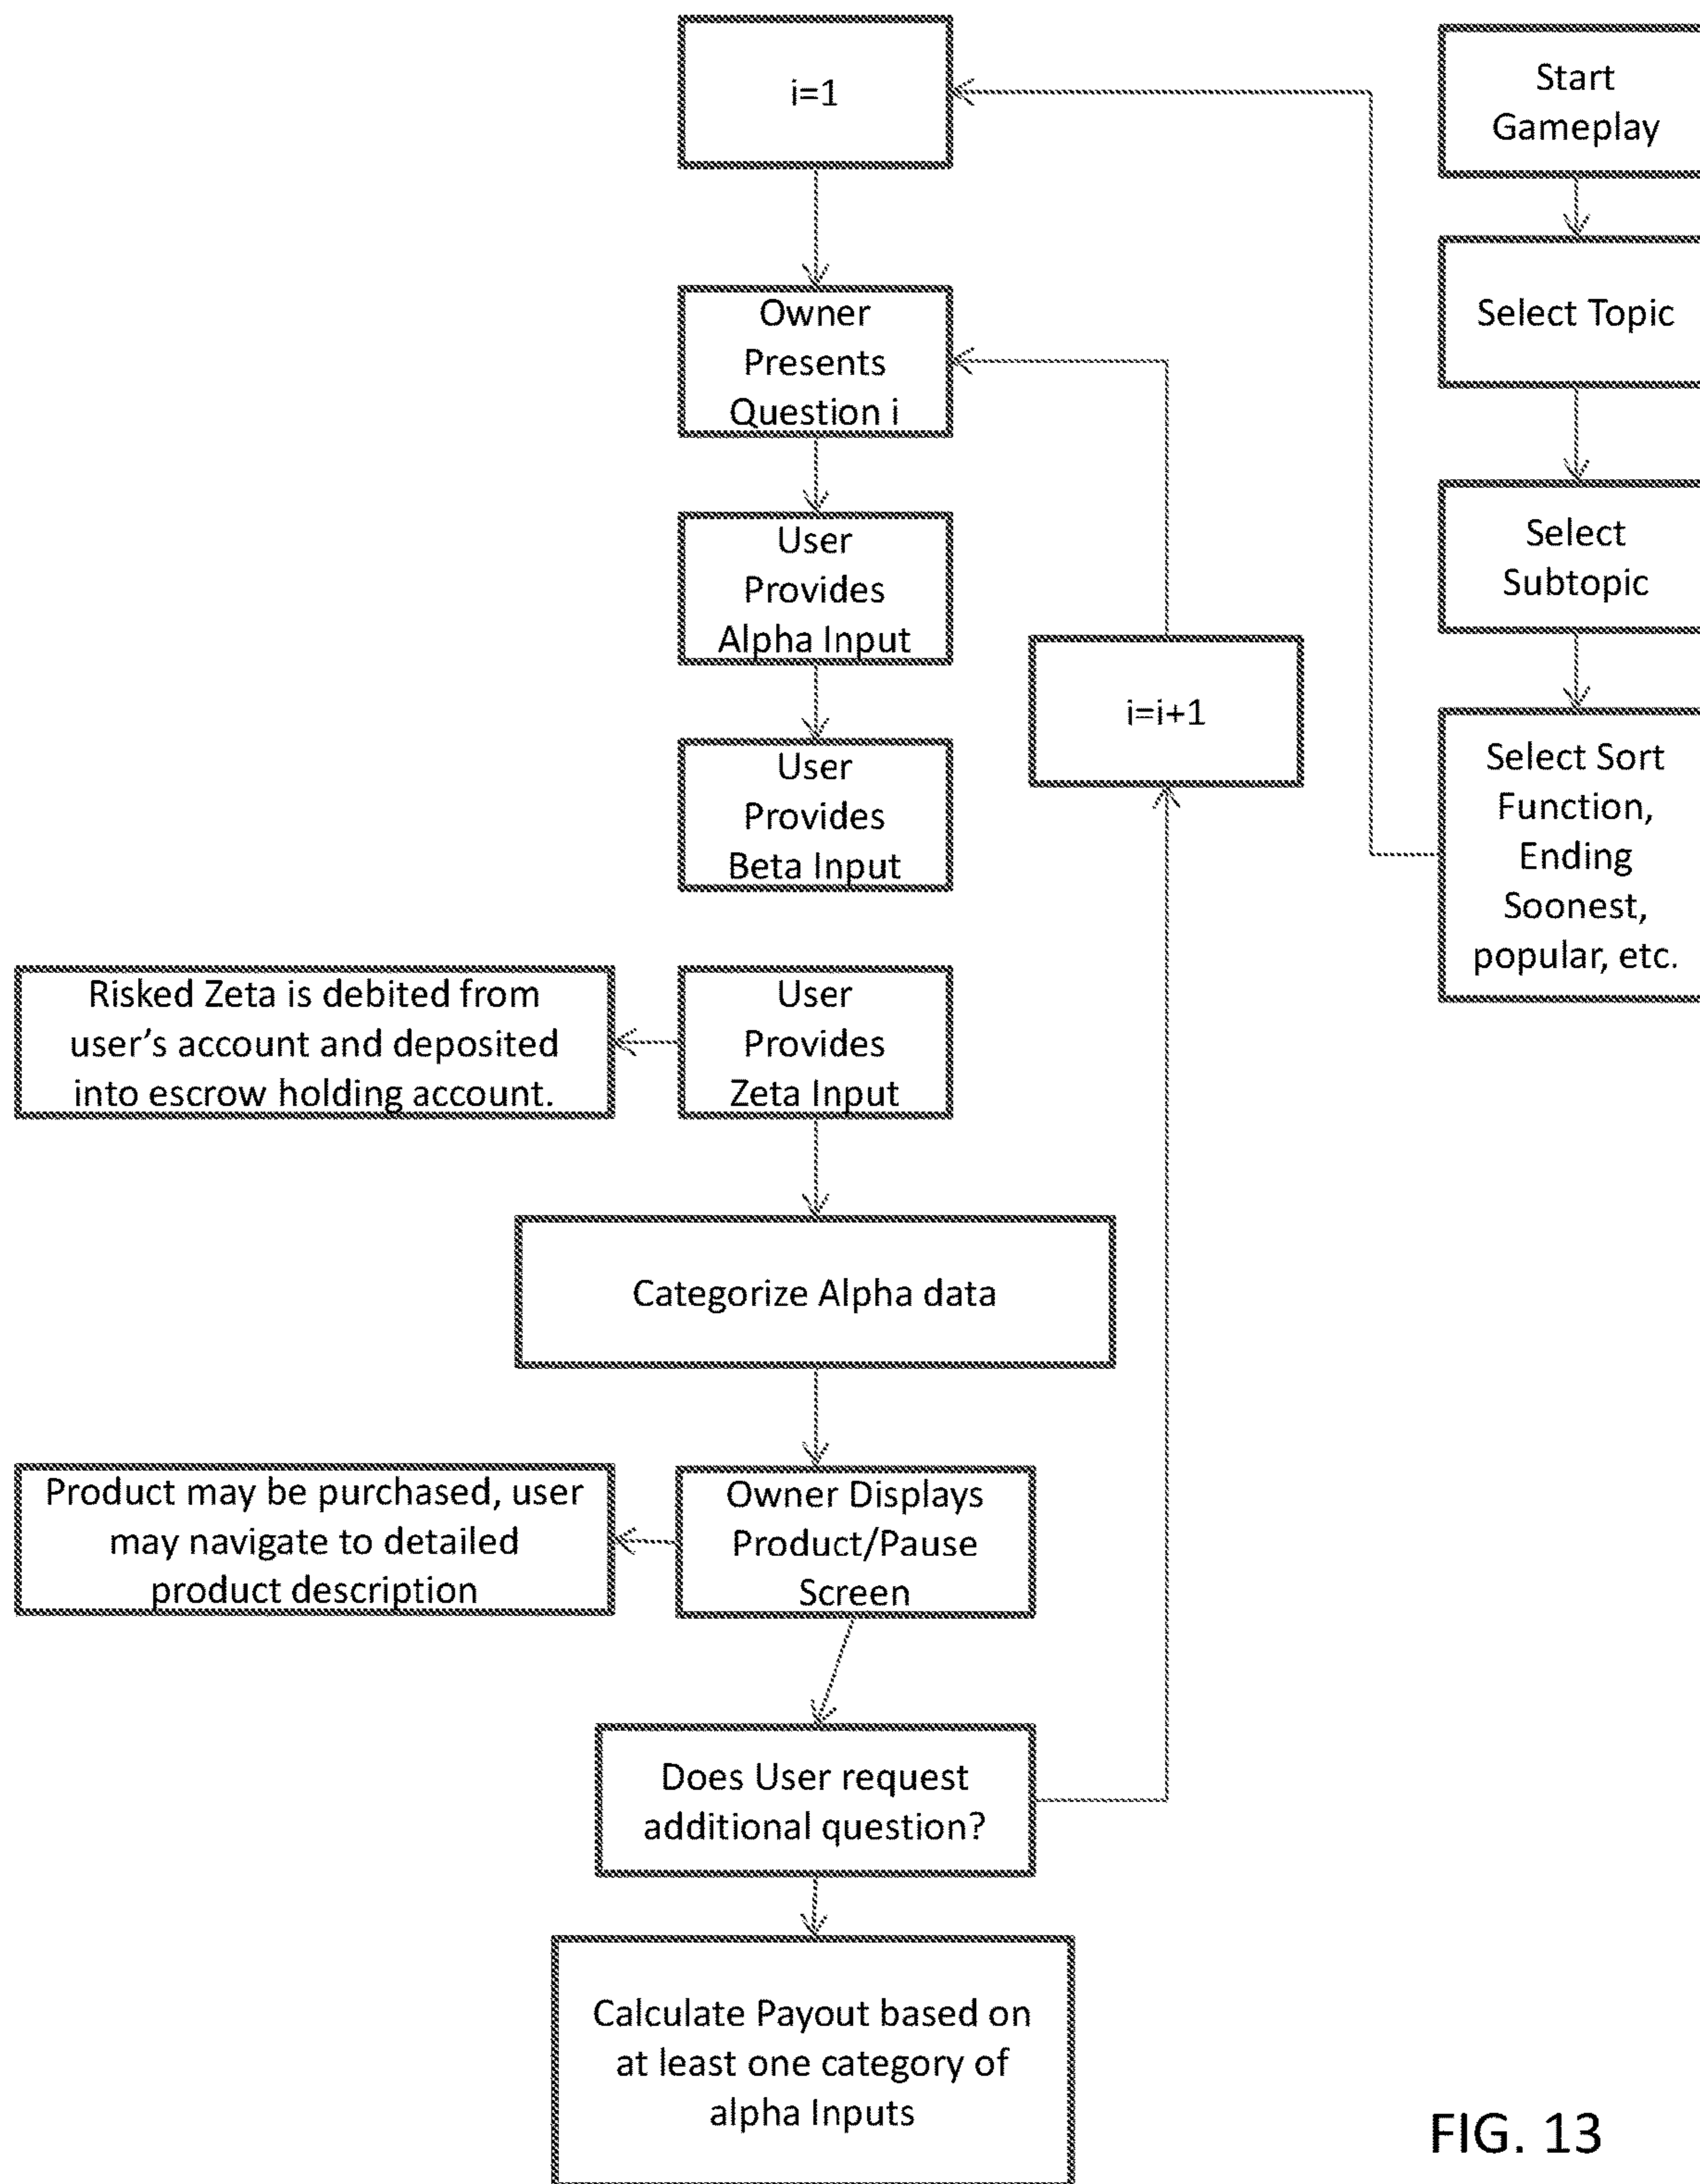 Start
Gameplay
Select Topic
Select
Subtopic
Select Sort
Function,
Ending
Soonest,
popular, etc.
i=1
Owner
Presents
Question i
User
Provides
Alpha Input
User
Provides
Beta Input
i=i+1
User
Provides
Zeta Input
Risked Zeta is debited from
user’s account and deposited
into escrow holding account.
Categorize Alpha data
Owner Displays
Product/Pause
Screen
Product may be purchased, user
may navigate to detailed
product description
Does User request
additional question?
Calculate Payout based on
at least one category of
alpha Inputs
FIG. 13